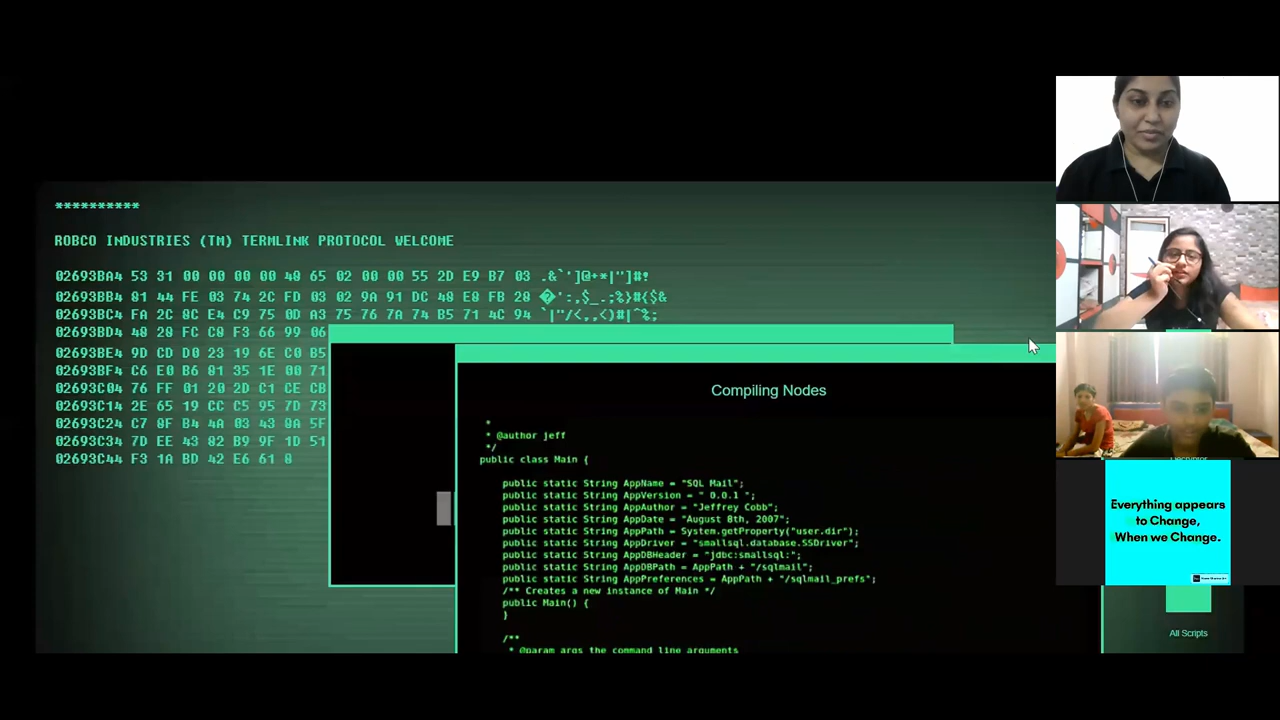 **********
ROBCO INDUSTRIES (TM) TERMLINK PROTOCOL WELCOME
02693BA4 53 31 00 00 00 00 40 65 02 00 00 55 2D E9 B7 03 .&`']@+*|"]#!
02693BB4 81 44 FE 03 74 2C FD 03 02 9A 91 DC 48 E8 FB 28 �':,$_.;%}#{$&
02693BC4 FA 2C 0C E4 C9 75 0D A3 75 76 7A 74 B5 71 4C 94 `|"/<,,<)#|^%;
02693BD4 40 20 FC C0 F3 66 99 06
02693BE4 9D CD D0 23 19 6E C0 B5
02693BF4 C6 E0 B6 81 35 1E 00 71
02693C04 76 FF 01 20 2D C1 CE CB
02693C14 2E 65 19 CC C5 95 7D 73
02693C24 C7 8F B4 4A 03 43 8A 5F
02693C34 7D EE 43 82 B9 9F 1D 51
02693C44 F3 1A BD 42 E6 61 8
Compiling Nodes
*
* @author jeff
*/
public class Main {
public static String AppName = "SQL Mail";
public static String AppVersion = " 0.0.1 ";
public static String AppAuthor = "Jeffrey Cobb";
public static String AppDate = "August 8th, 2007";
public static String AppPath = System.getProperty("user.dir");
public static String AppDriver = "smallsql.database.SSDriver";
public static String AppDBHeader = "jdbc:smallsql:";
public static String AppDBPath = AppPath + "/sqlmail";
public static String AppPreferences = AppPath + "/sqlmail_prefs";
/** Creates a new instance of Main */
public Main() {
}
/**
* @param args the command line arguments
Everything appears
to Change,
When we Change.
All Scripts